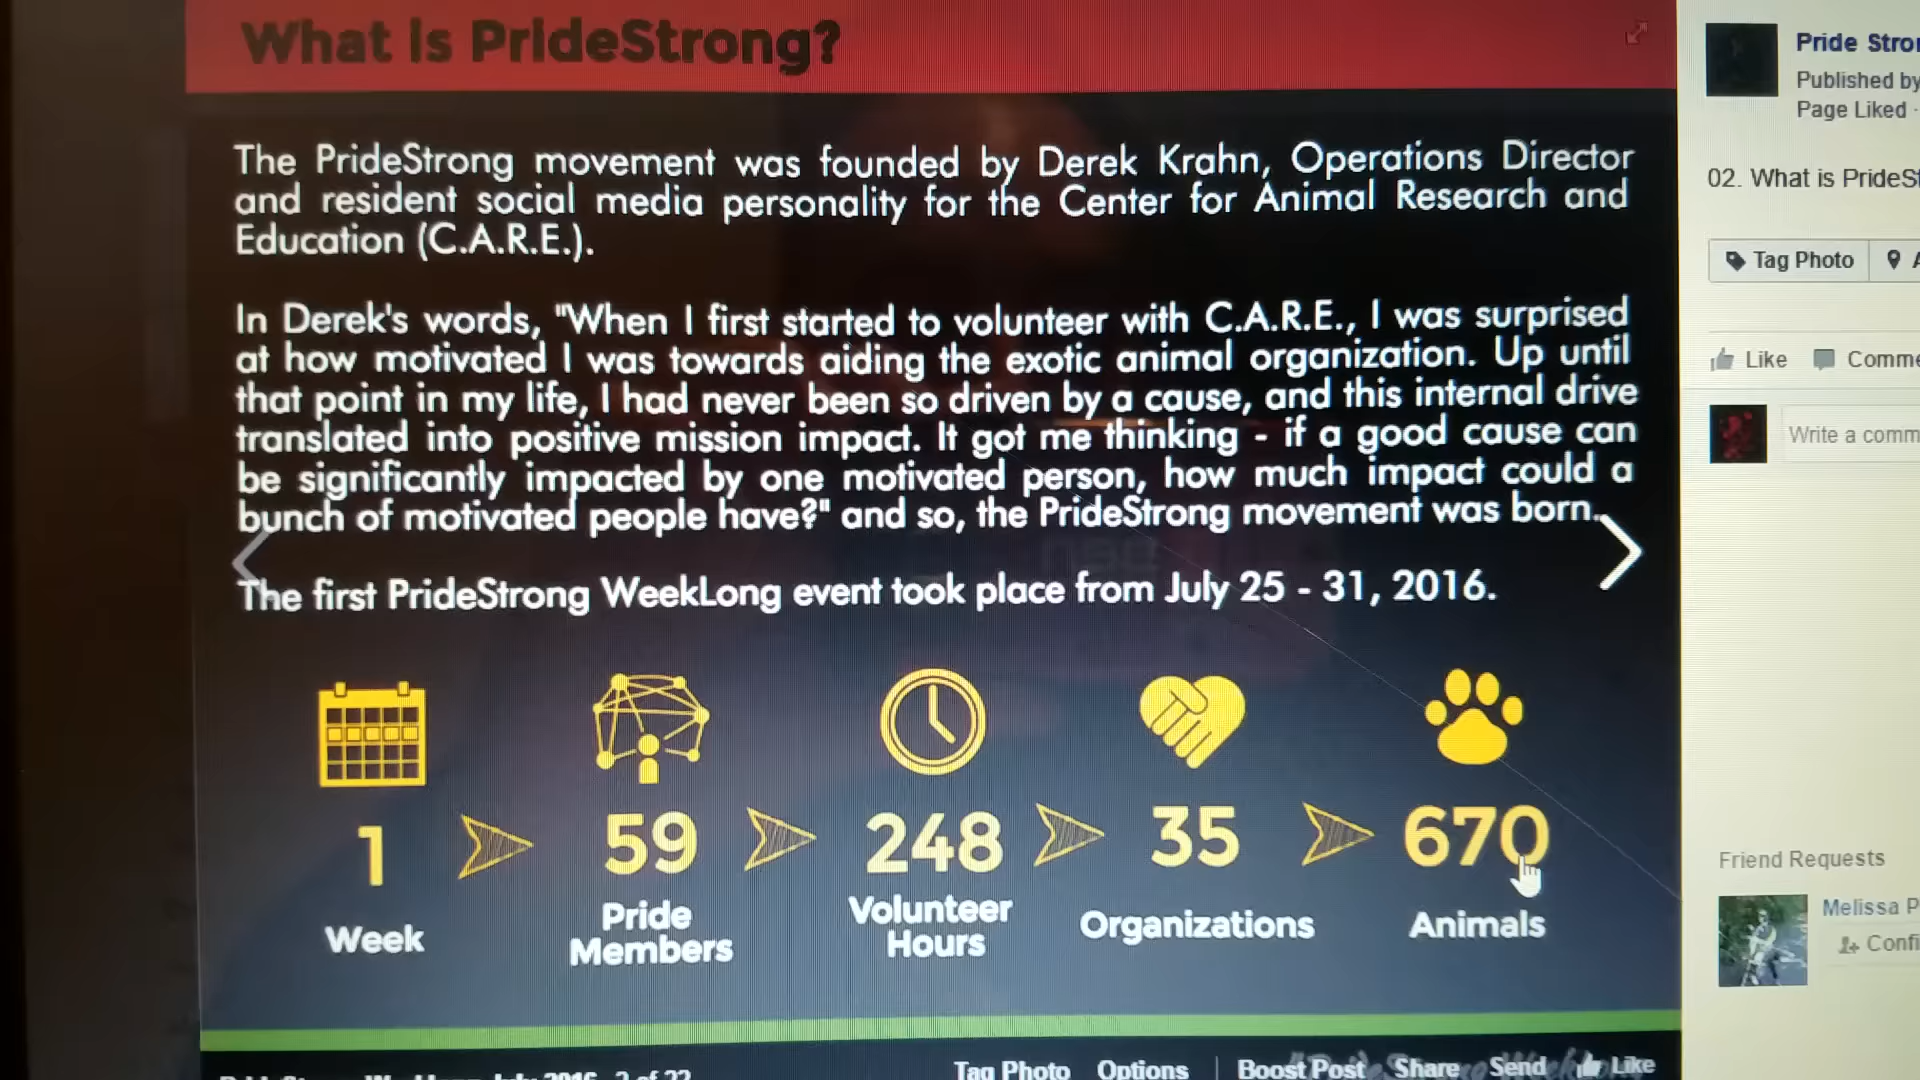 What is PrideStrong?
The PrideStrong movement was founded by Derek Krahn, Operations Director
and resident social media personality for the Center for Animal Research and
Education (C.A.R.E.).
In Derek's words, "When I first started to volunteer with C.A.R.E., I was surprised
at how motivated I was towards aiding the exotic animal organization. Up until
that point in my life, I had never been so driven by a cause, and this internal drive
translated into positive mission impact. It got me thinking - if a good cause can
be significantly impacted by one motivated person, how much impact could a
bunch of motivated people have?" and so, the PrideStrong movement was born.
The first PrideStrong WeekLong event took place from July 25 - 31, 2016.
1
Week
59
Pride
Members
248
Volunteer
Hours
35
Organizations
670
Animals
Tag Photo Options Boost Post Share Send Like
Pride
Published by
Page Liked ·
02. What is
Tag Photo
Like
Write a
Friend Requests
Melissa